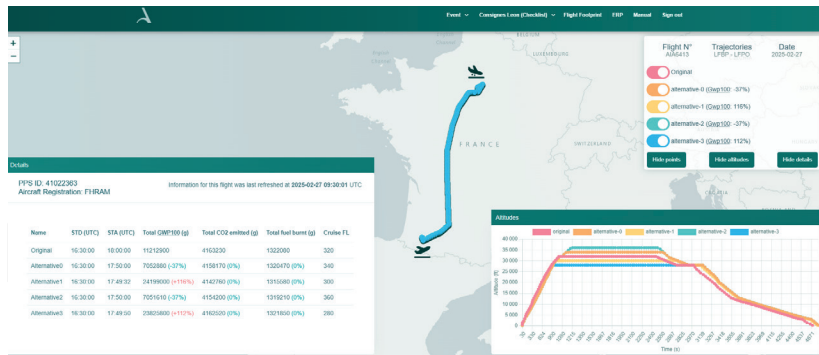 Event
Consignes Leon (Checklist)
Flight Footprint
ERP
Manual
Sign out
+
−
English Channel
BELGIUM
LUXEMBOURG
FRANCE
SWITZERLAND
CROATIA
Flight N° Trajectories Date
AIA6413 LFBP - LFPO 2025-02-27
Original
alternative-0 (Gwp100: -37%)
alternative-1 (Gwp100: 116%)
alternative-2 (Gwp100: -37%)
alternative-3 (Gwp100: 112%)
Hide points Hide altitudes Hide details
Details
PPS ID: 41022363
Aircraft Registration: FHRAM
Information for this flight was last refreshed at 2025-02-27 09:30:01 UTC
Name STD (UTC) STA (UTC) Total GWP100 (g) Total CO2 emitted (g) Total fuel burnt (g) Cruise FL
Original 16:30:00 18:00:00 11212900 4163230 1322080 320
Alternative0 16:30:00 17:50:00 7052880 (-37%) 4158170 (0%) 1320470 (0%) 340
Alternative1 16:30:00 17:49:32 24199000 (+116%) 4142760 (0%) 1315580 (0%) 300
Alternative2 16:30:00 17:50:00 7051610 (-37%) 4154200 (0%) 1319210 (0%) 360
Alternative3 16:30:00 17:49:50 23825800 (+112%) 4162520 (0%) 1321850 (0%) 280
Altitudes
original alternative-0 alternative-1 alternative-2 alternative-3
Altitude (ft)
40 000
35 000
30 000
25 000
20 000
15 000
10 000
5 000
0
Time (s)